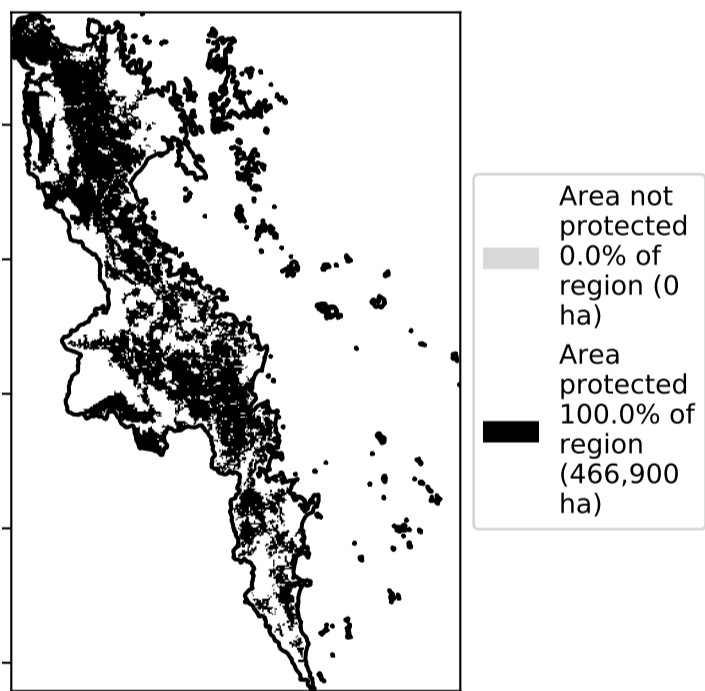 Area not
protected
0.0% of
region (0
ha)
Area
protected
100.0% of
region
(466,900
ha)